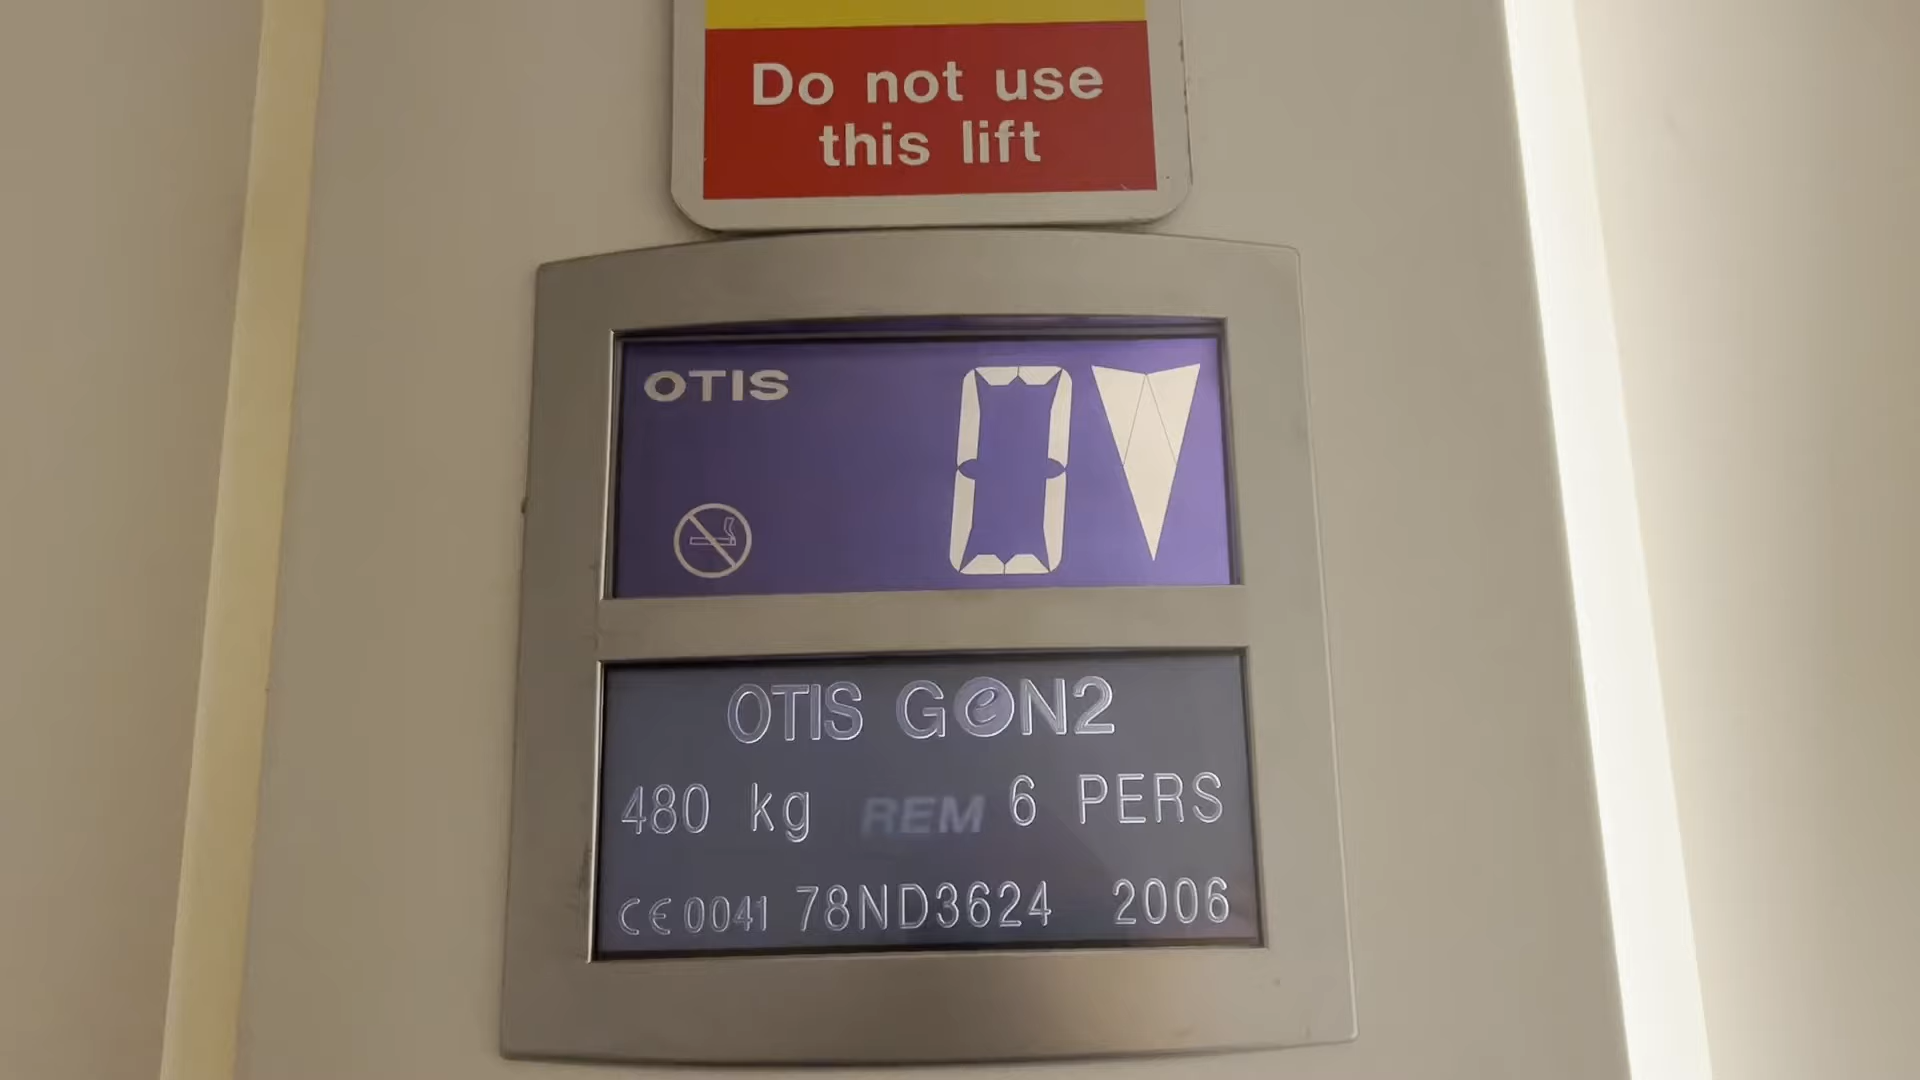 Do not use
this lift
OTIS
0
OTIS GeN2
480 kg REM 6 PERS
CE 0041 78ND3624 2006